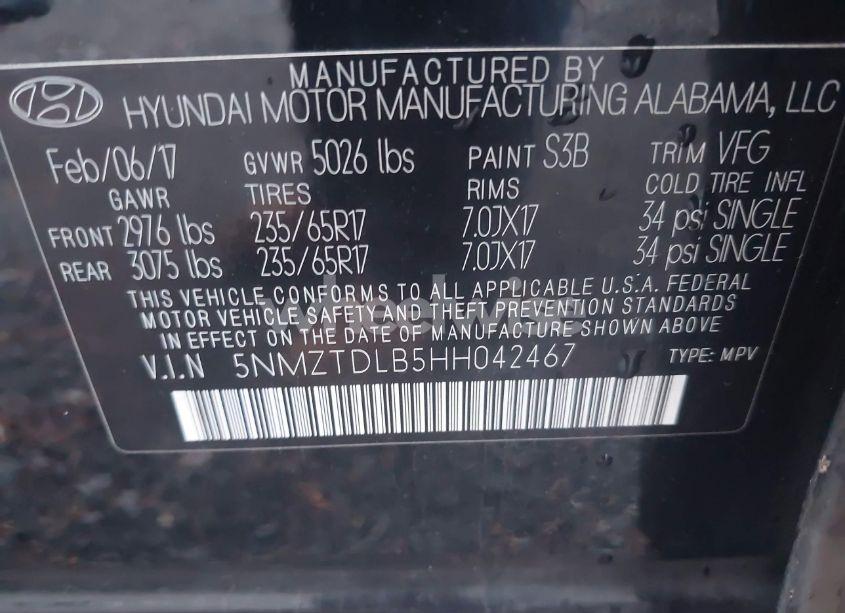 MANUFACTURED BY
HYUNDAI MOTOR MANUFACTURING ALABAMA, LLC
Feb/06/17 GVWR 5026 lbs PAINT S3B TRIM VFG
GAWR TIRES RIMS COLD TIRE INFL
FRONT 2976 lbs 235/65R17 7.0JX17 34 psi SINGLE
REAR 3075 lbs 235/65R17 7.0JX17 34 psi SINGLE
THIS VEHICLE CONFORMS TO ALL APPLICABLE U.S.A. FEDERAL
MOTOR VEHICLE SAFETY AND THEFT PREVENTION STANDARDS
IN EFFECT ON THE DATE OF MANUFACTURE SHOWN ABOVE
V.I.N 5NMZTDLB5HH042467 TYPE: MPV